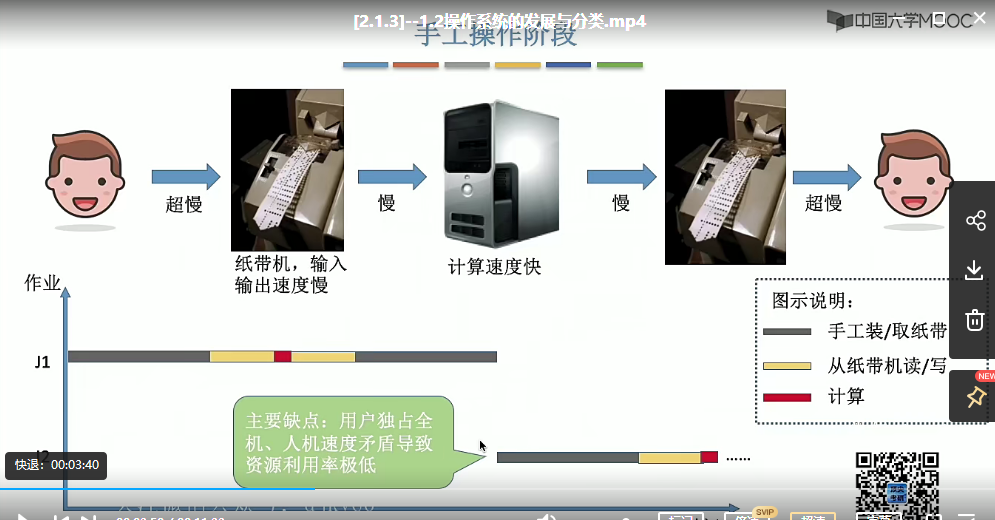 [2.1.3]--1.2操作系统的发展与分类.mp4
中国大学MOOC
手工操作阶段
超慢
慢
慢
超慢
纸带机，输入
输出速度慢
计算速度快
作业
图示说明：
手工装/取纸带
从纸带机读/写
计算
NEW
J1
主要缺点：用户独占全
机、人机速度矛盾导致
资源利用率极低
J2
......
快退：00:03:40
SVIP